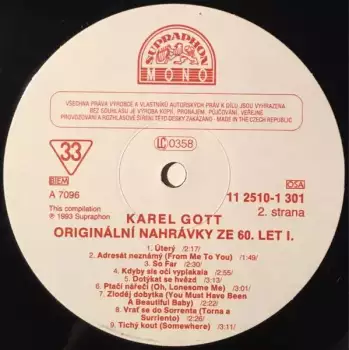 SUPRAPHON
MONO
VŠECHNA PRÁVA VÝROBCE A VLASTNÍKŮ AUTORSKÝCH PRÁV K DÍLU JSOU VYHRAZENA
BEZ SOUHLASU JE VÝROBA KOPIÍ, PRONÁJEM, PŮJČOVÁNÍ, VEŘEJNÉ
PROVOZOVÁNÍ A ROZHLASOVÉ ŠÍŘENÍ TÉTO DESKY ZAKÁZÁNO • MADE IN THE CZECH REPUBLIC
33
LC 0358
BIEM
OSA
A 7096
11 2510-1 301
This compilation
℗ 1993 Supraphon
KAREL GOTT
2. strana
ORIGINÁLNÍ NAHRÁVKY ZE 60. LET I.
1. Úterý /2:17/
2. Adresát neznámý (From Me To You) /1:49/
3. So Far /2:30/
4. Kdyby sls očí vyplakala /2:55/
5. Dotýkat se hvězd /3:13/
6. Ptačí nářečí (Oh, Lonesome Me) /3:01/
7. Zloděj dobytka (You Must Have Been
A Beautiful Baby) /2:22/
8. Vrať se do Sorrenta (Torna a
Surriento) /2:26/
9. Tichý kout (Somewhere) /3:11/